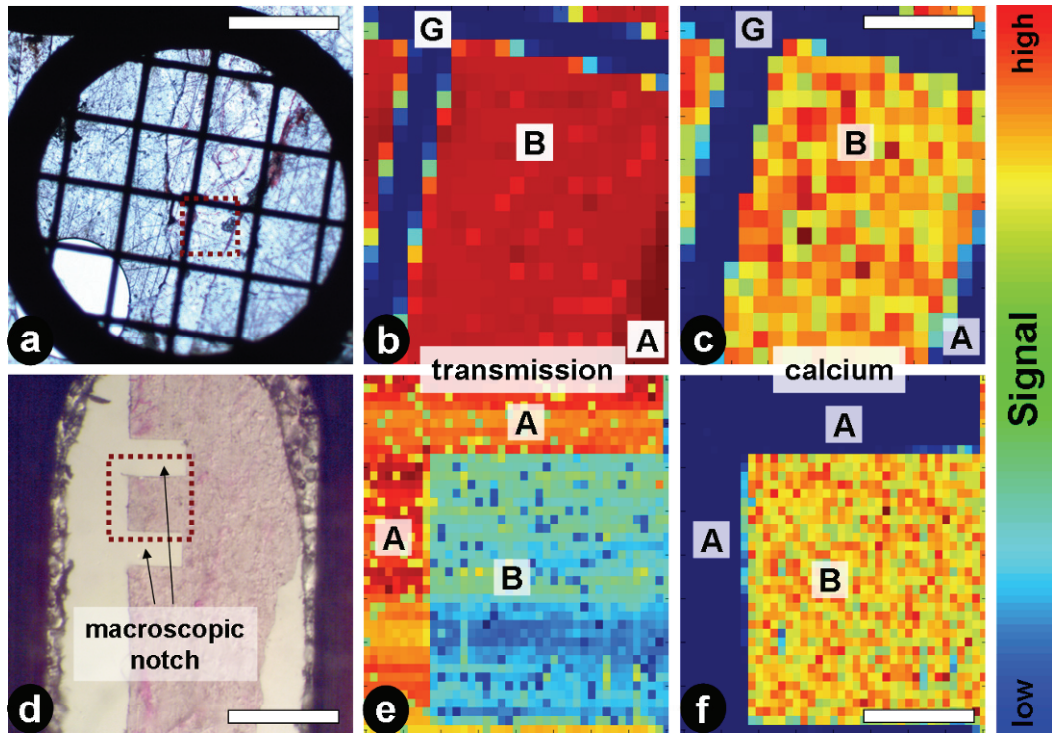 G
B
A
a
b
G
B
A
c
transmission
calcium
macroscopic
notch
d
A
A
B
e
A
A
B
f
high
Signal
low